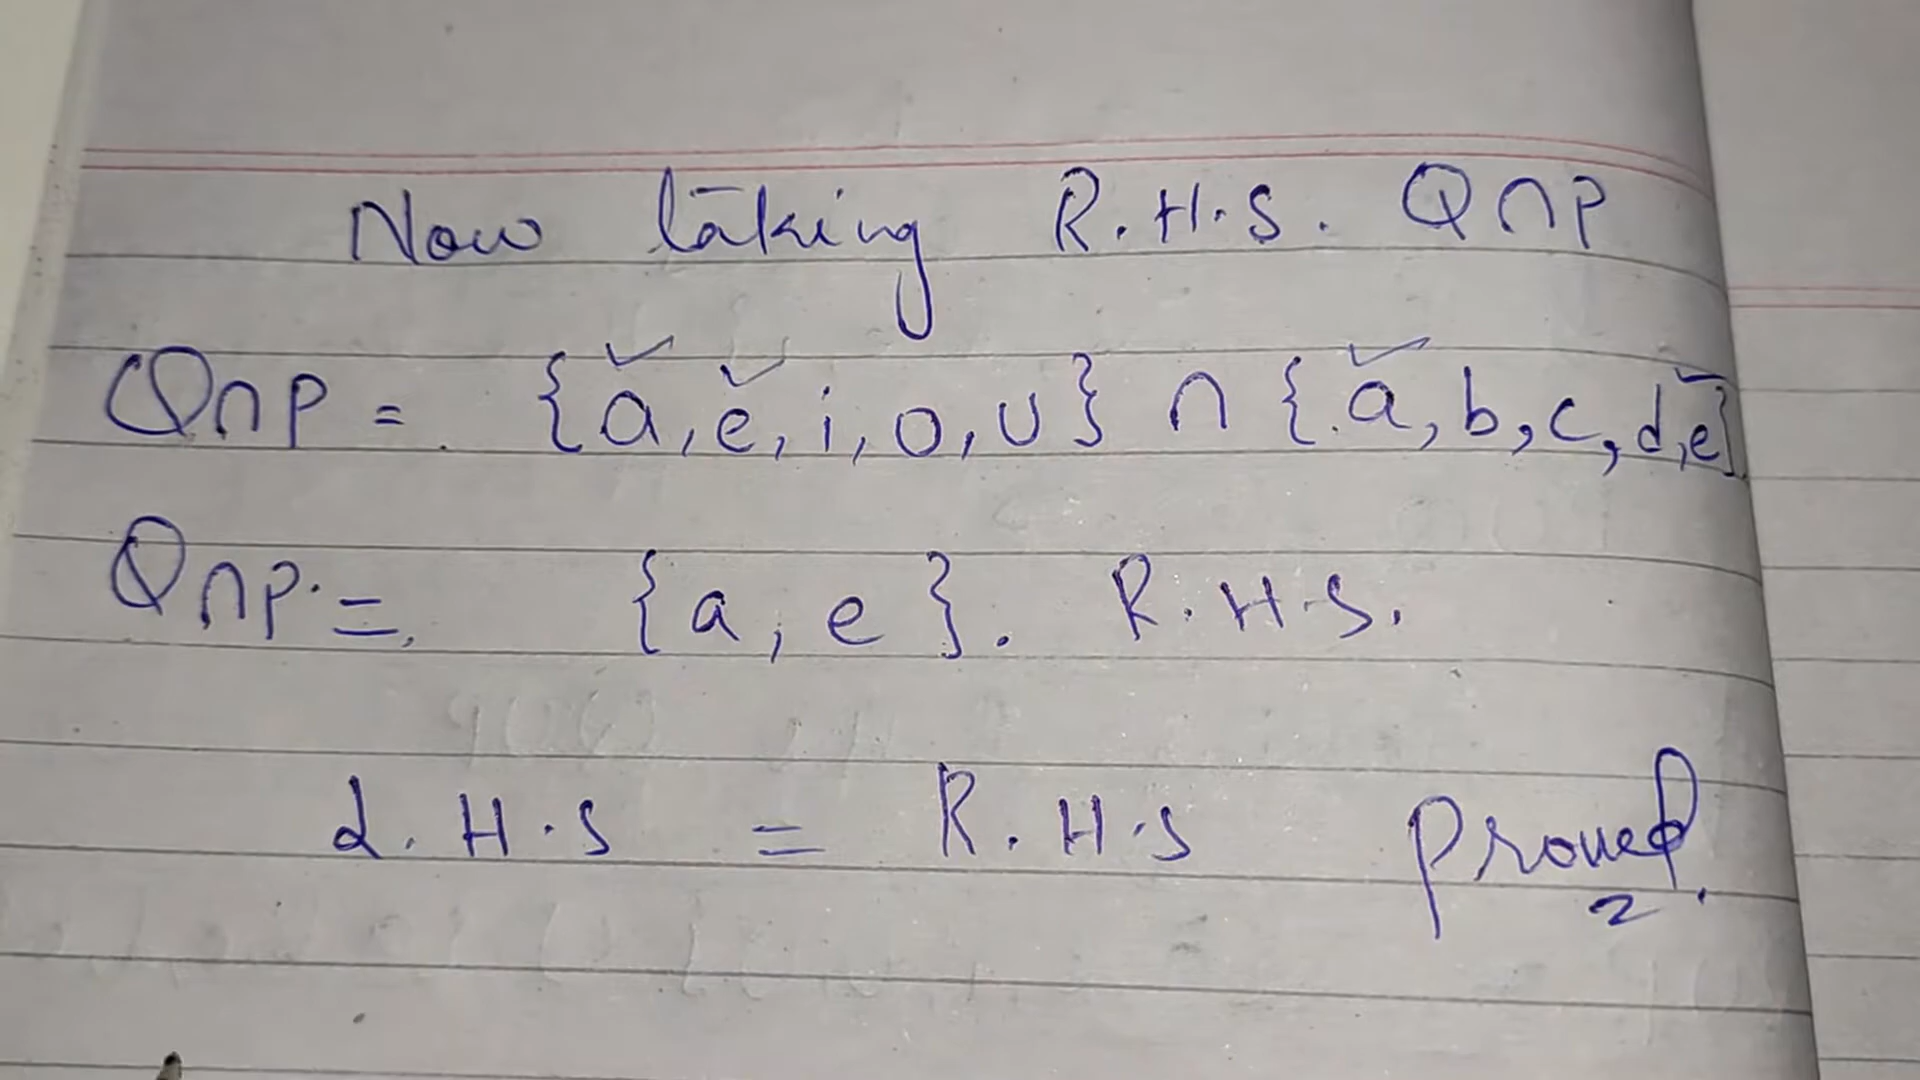 Now taking R.H.S. Q∩P
Q∩P = {a, e, i, o, u} ∩ {a, b, c, d, e}
Q∩P = {a, e}. R.H.S.
L.H.S = R.H.S Proved.